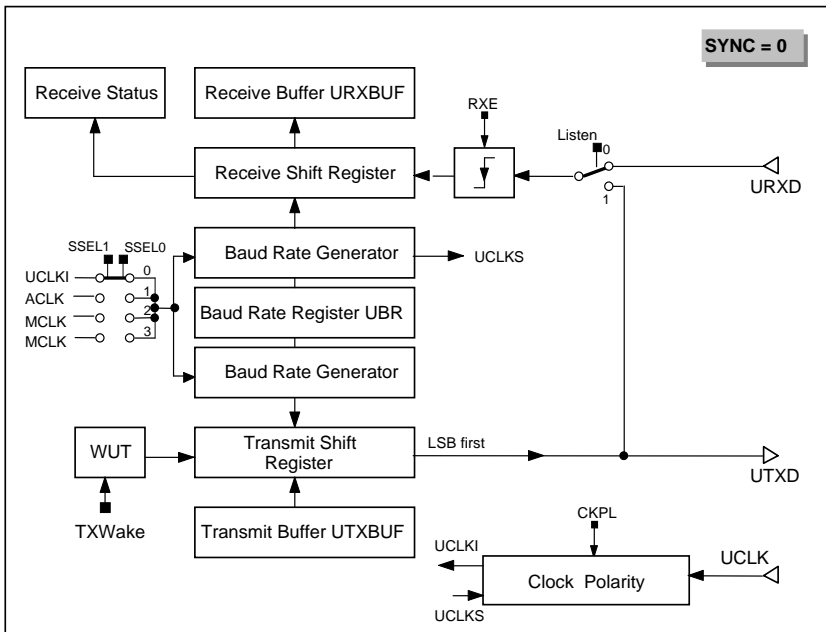 SYNC = 0
Receive Status
Receive Buffer URXBUF
RXE
Listen
0
Receive Shift Register
URXD
1
SSEL1
SSEL0
Baud Rate Generator
UCLKS
UCLKI
0
ACLK
1
MCLK
2
MCLK
3
Baud Rate Register UBR
Baud Rate Generator
WUT
Transmit Shift
Register
LSB first
UTXD
TXWake
Transmit Buffer UTXBUF
CKPL
UCLKI
UCLK
Clock Polarity
UCLKS